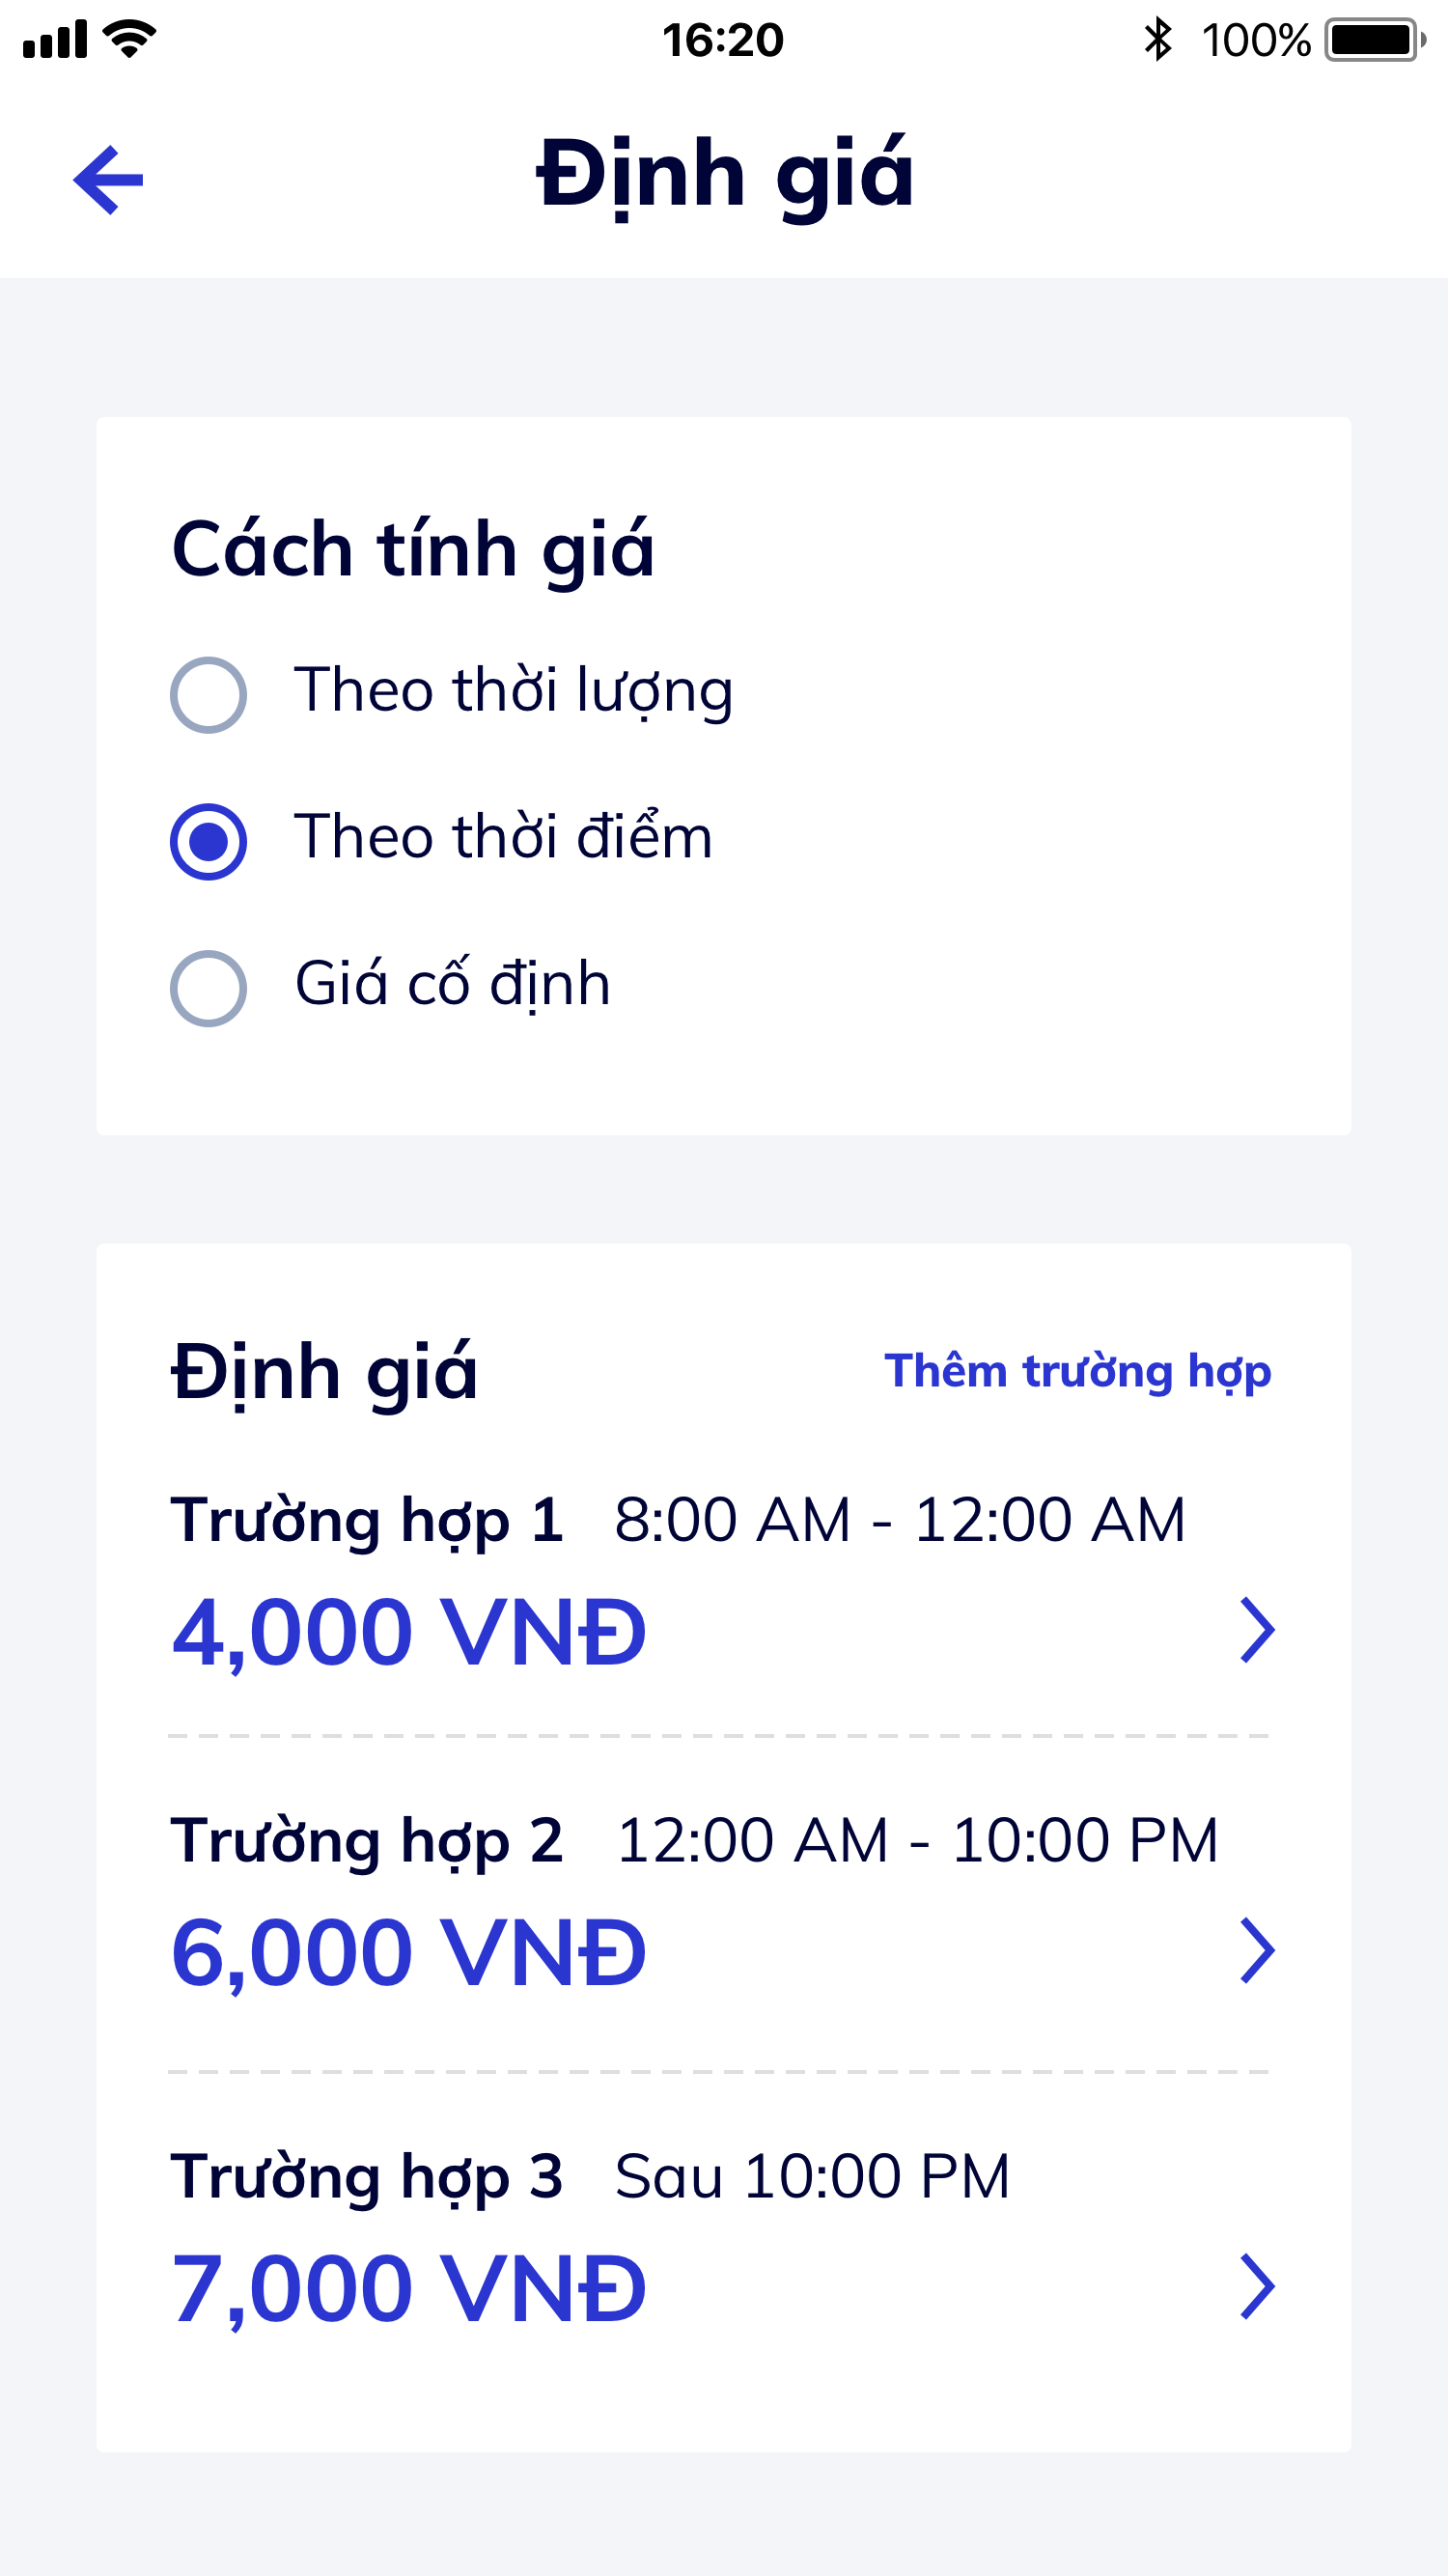 16:20
100%
Định giá
Cách tính giá
Theo thời lượng
Theo thời điểm
Giá cố định
Định giá
Thêm trường hợp
Trường hợp 1 8:00 AM - 12:00 AM
4,000 VNĐ
Trường hợp 2 12:00 AM - 10:00 PM
6,000 VNĐ
Trường hợp 3 Sau 10:00 PM
7,000 VNĐ